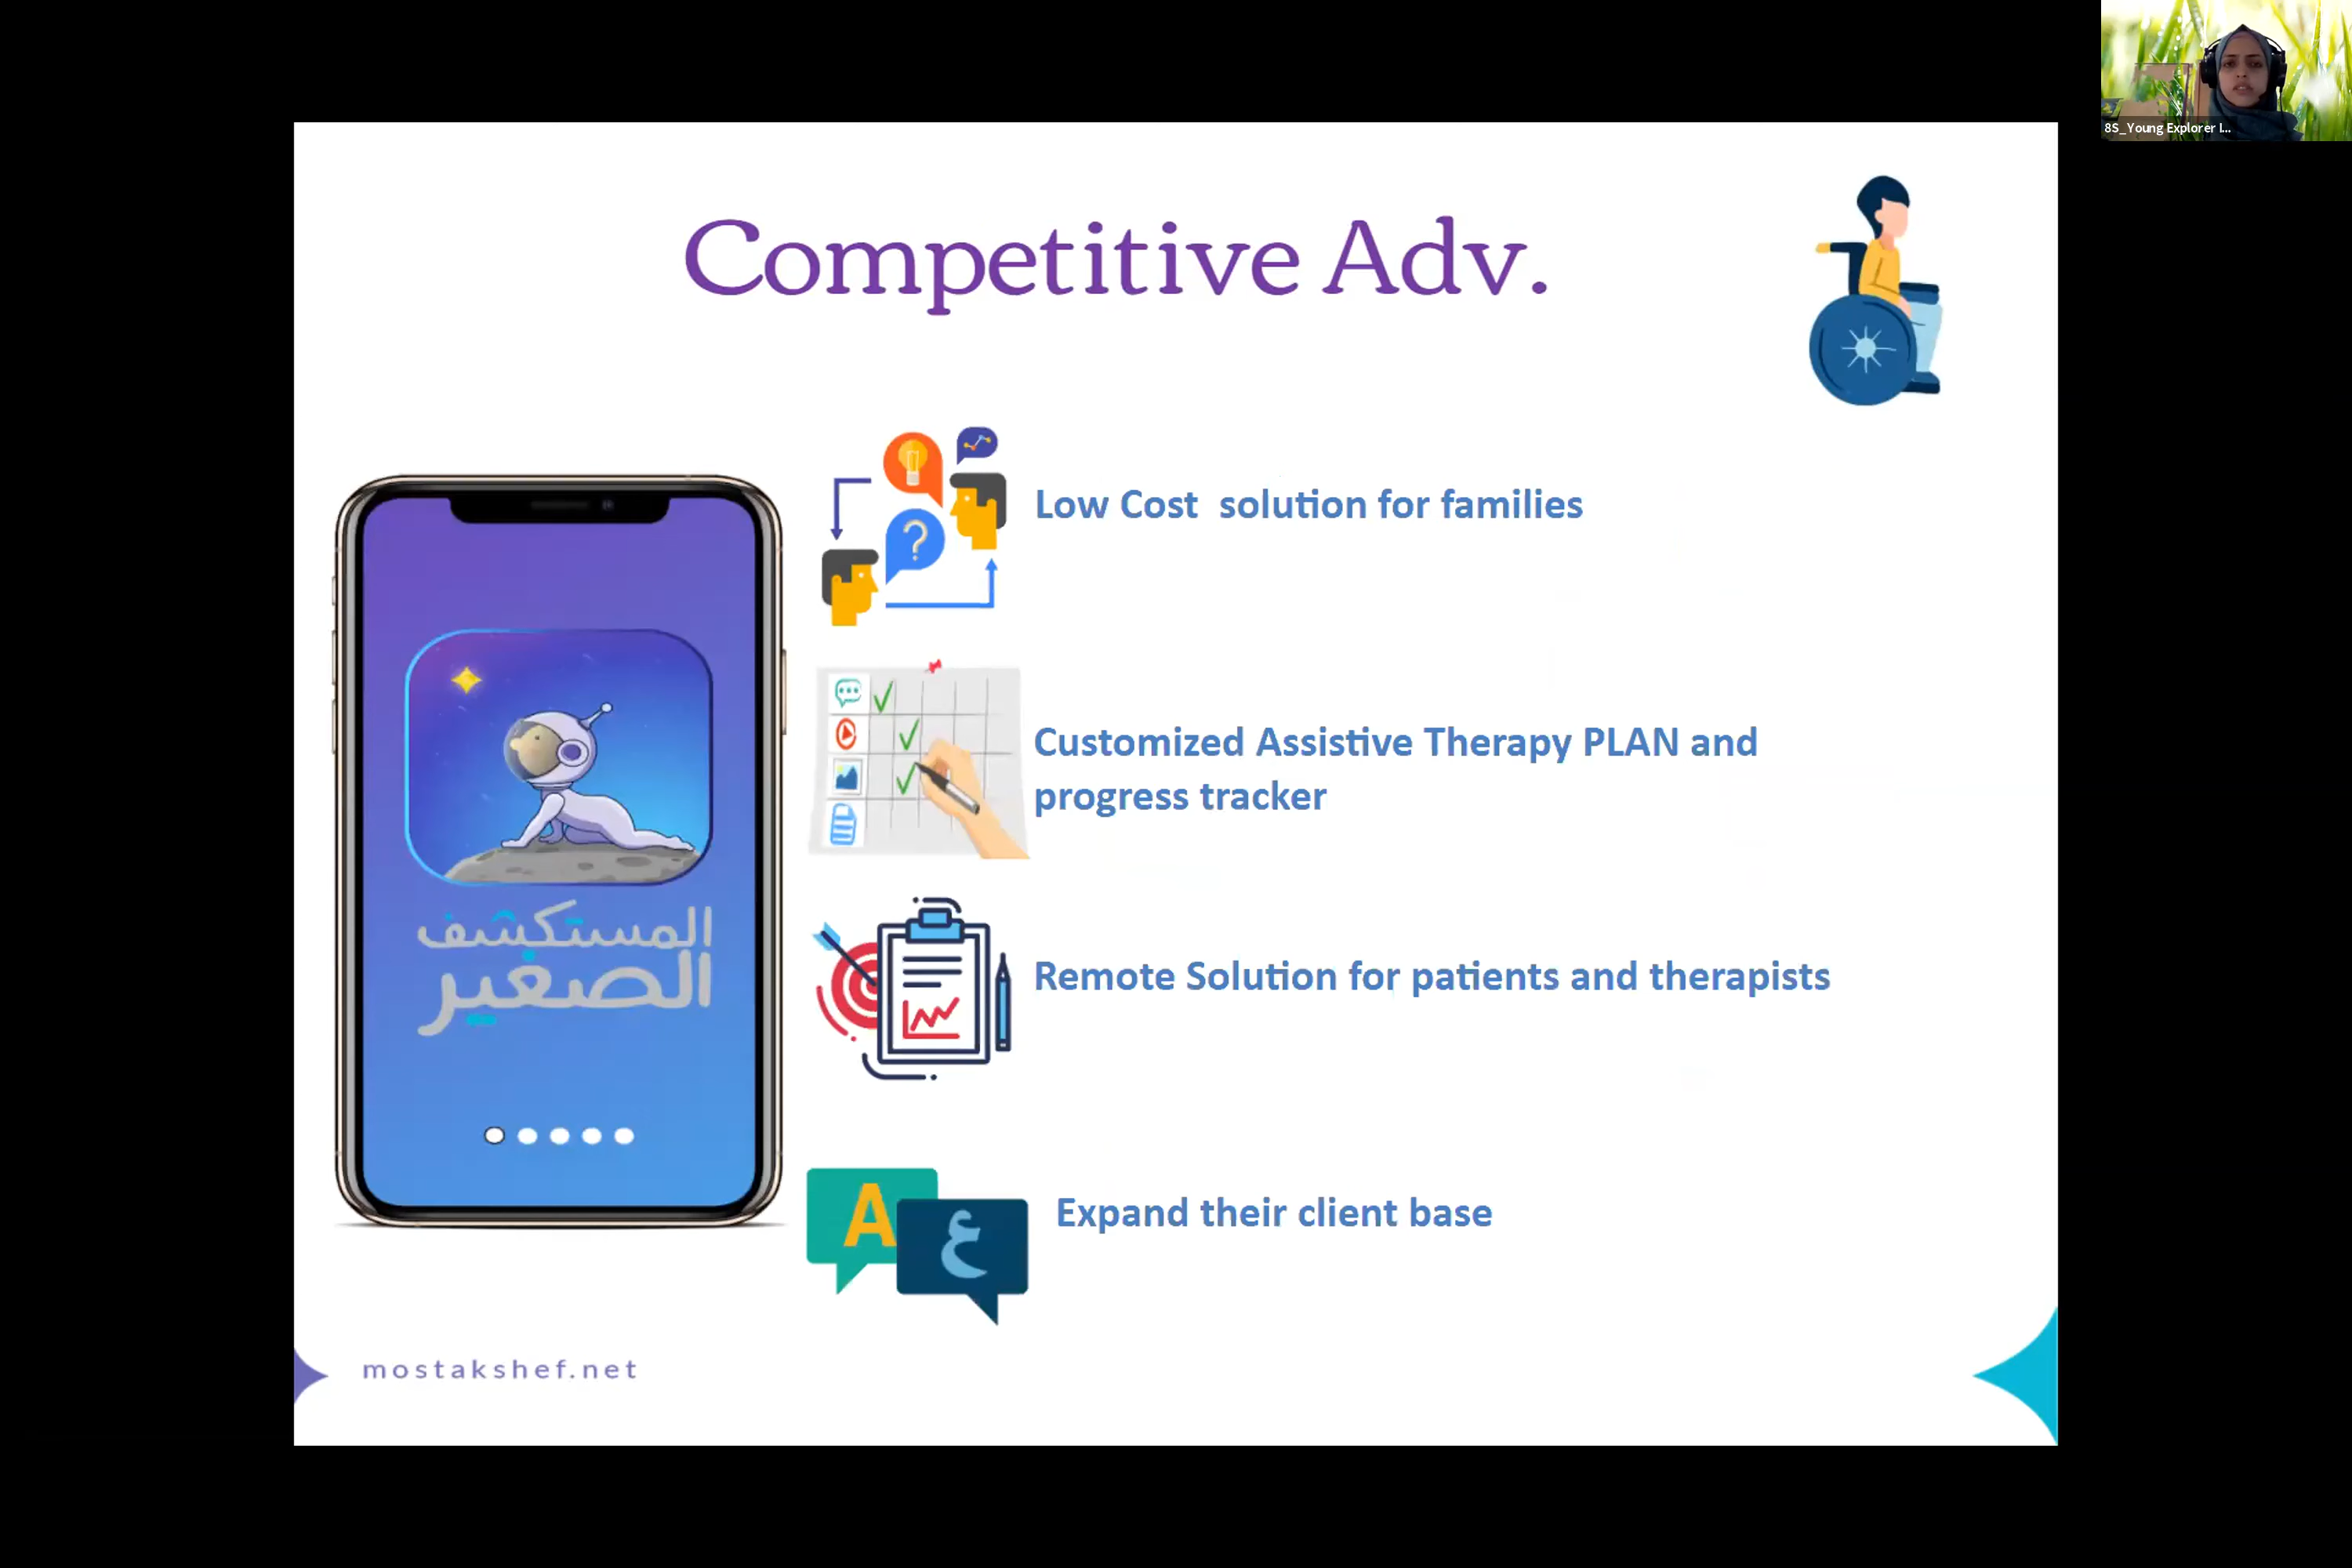 8S_Young Explorer I...
Competitive Adv.
Low Cost  solution for families
Customized Assistive Therapy PLAN and
progress tracker
Remote Solution for patients and therapists
A
ع
Expand their client base
المستكشف
الصغير
mostakshef.net